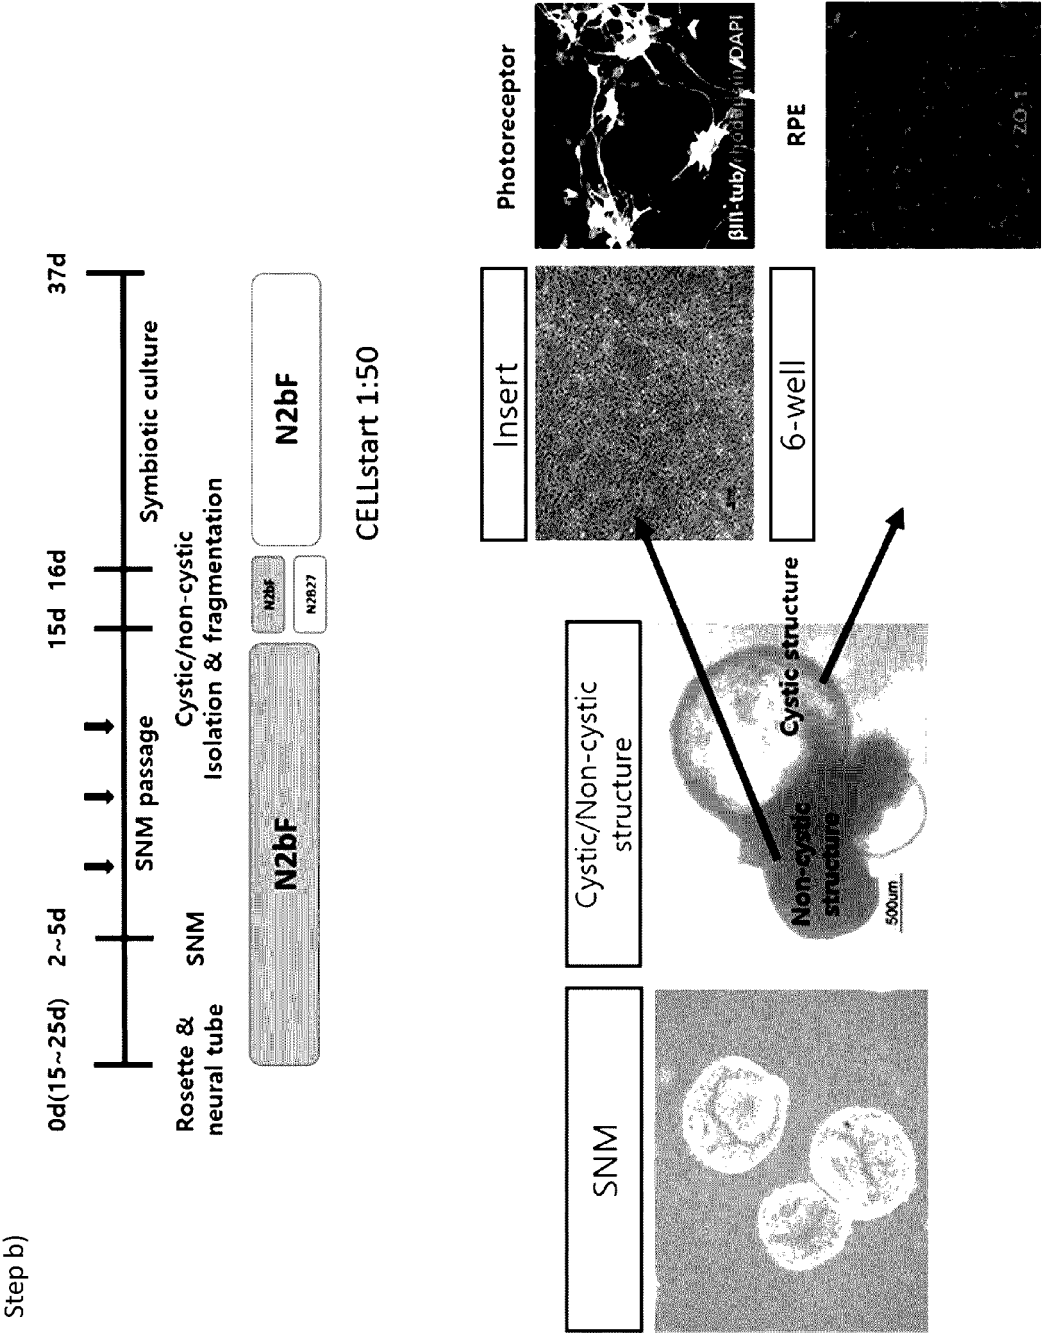 Step b)
0d(15~25d)
2~5d
15d
16d
37d
SNM passage
Symbiotic culture
Rosette &
neural tube
SNM
Cystic/non-cystic
Isolation & fragmentation
N2bF
N2bF
N2B27
N2bF
CELLstart 1:50
SNM
Cystic/Non-cystic
structure
Insert
Photoreceptor
Non-cystic
structure
Cystic structure
500um
βIII-tub/rhodopsin/DAPI
6-well
RPE
ZO-1